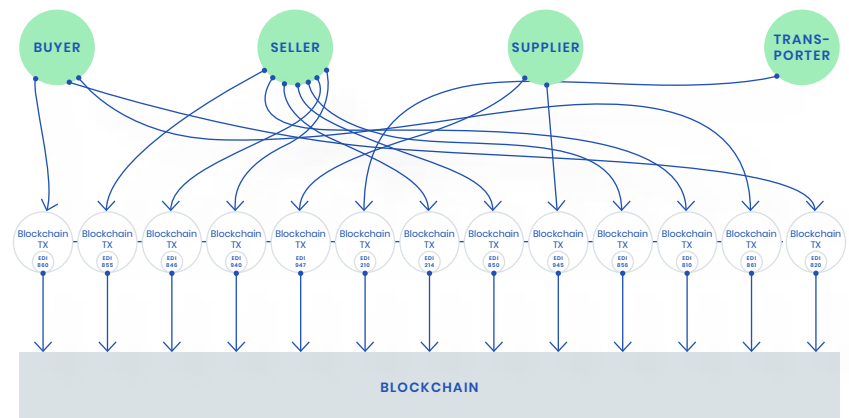 BUYER
SELLER
SUPPLIER
TRANS-
PORTER
Blockchain Blockchain Blockchain Blockchain Blockchain Blockchain Blockchain Blockchain Blockchain Blockchain Blockchain Blockchain Blockchain
TX TX TX TX TX TX TX TX TX TX TX TX TX
EDI EDI EDI EDI EDI EDI EDI EDI EDI EDI EDI EDI EDI
860 855 846 940 947 210 214 850 945 856 810 861 820
BLOCKCHAIN